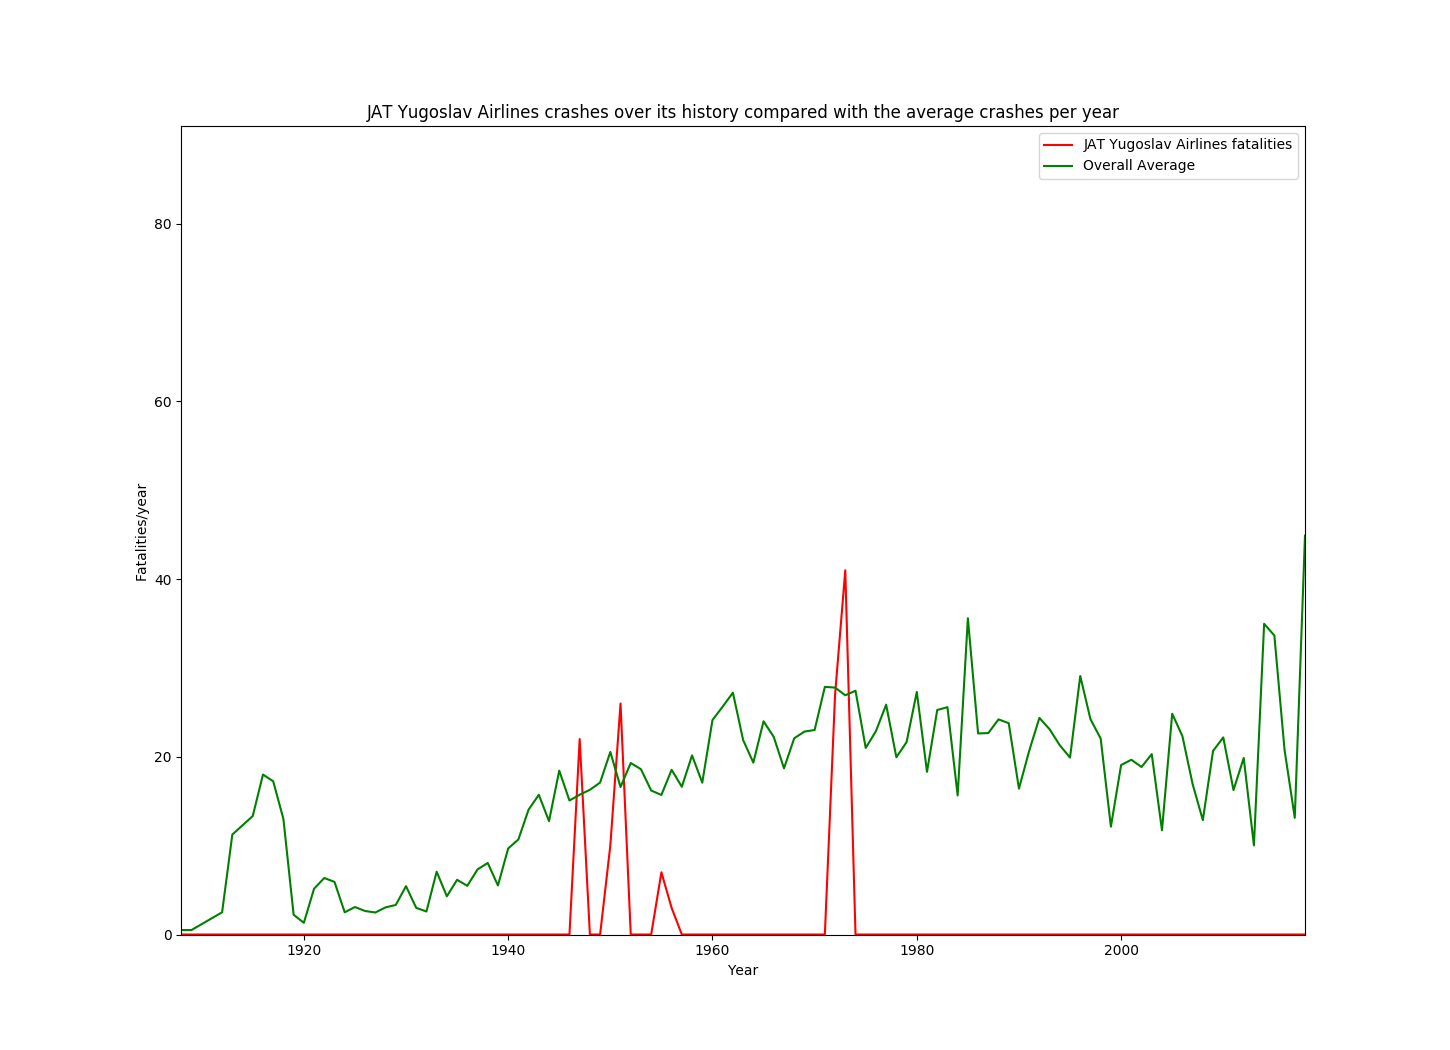 JAT Yugoslav Airlines crashes over its history compared with the average crashes per year
JAT Yugoslav Airlines fatalities
Overall Average
80
60
40
20
0
Fatalities/year
1920 1940 1960 1980 2000
Year